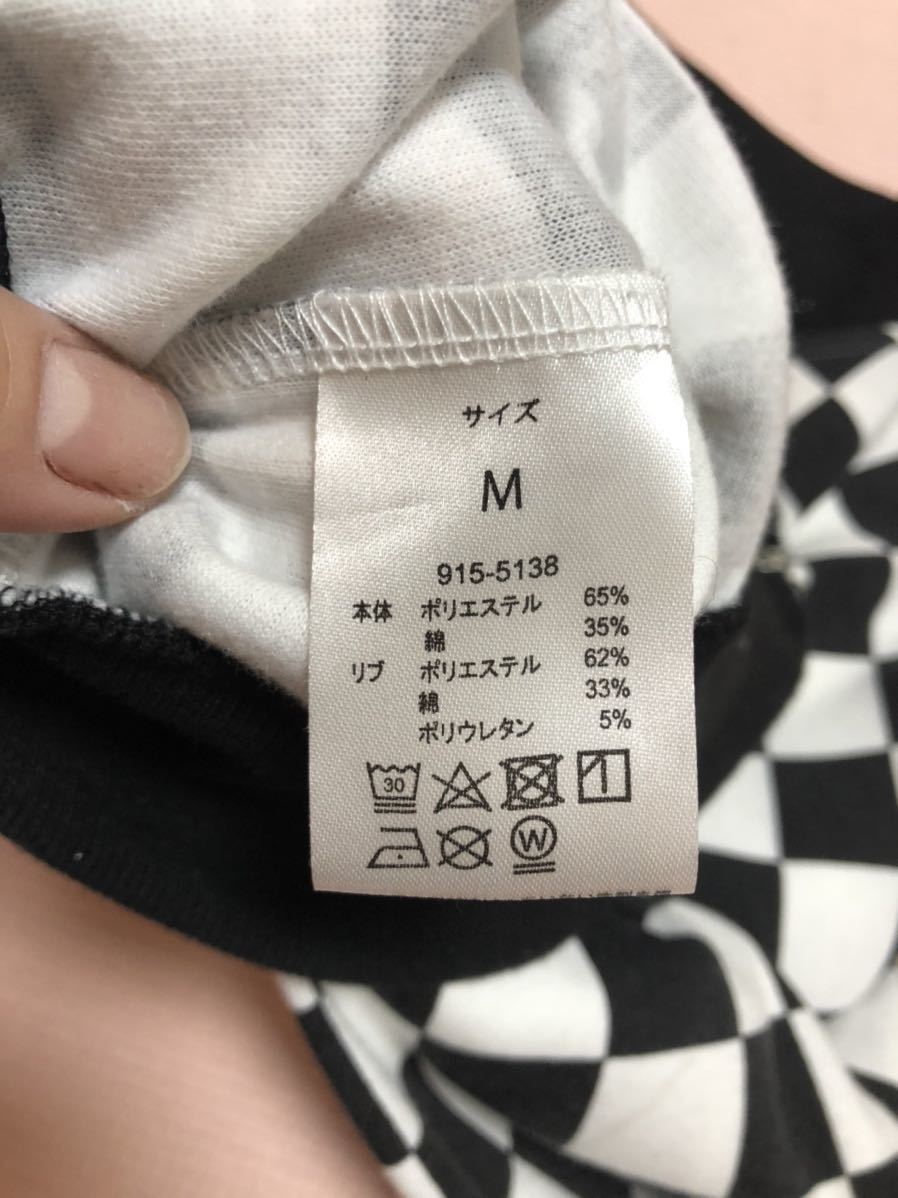 サイズ
M
915-5138
本体 ポリエステル 65%
綿 35%
リブ ポリエステル 62%
綿 33%
ポリウレタン 5%
30
W